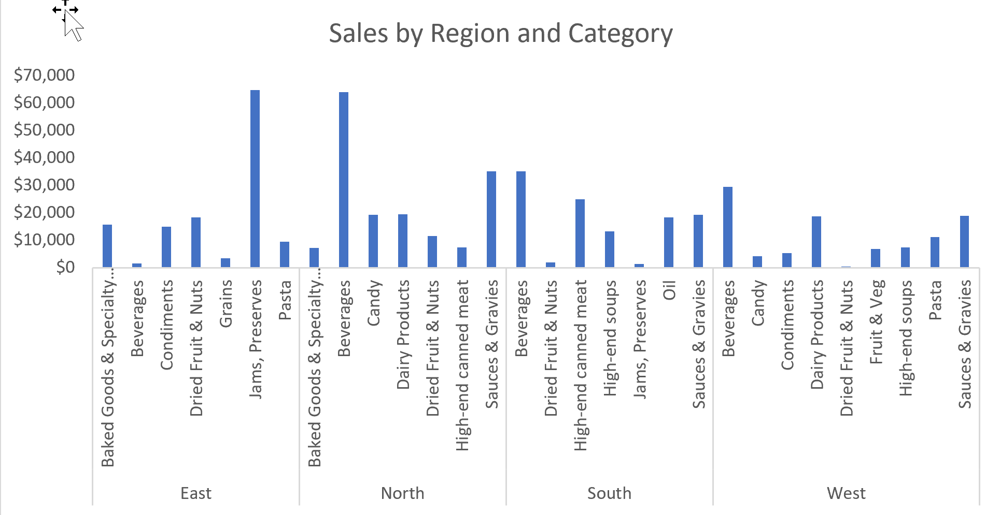 Sales by Region and Category
$70,000
$60,000
$50,000
$40,000
$30,000
$20,000
$10,000
$0
Baked Goods & Specialty...
Beverages
Condiments
Dried Fruit & Nuts
Grains
Jams, Preserves
Pasta
Baked Goods & Specialty...
Beverages
Candy
Dairy Products
Dried Fruit & Nuts
High-end canned meat
Sauces & Gravies
Beverages
Dried Fruit & Nuts
High-end canned meat
High-end soups
Jams, Preserves
Oil
Sauces & Gravies
Beverages
Candy
Condiments
Dairy Products
Dried Fruit & Nuts
Fruit & Veg
High-end soups
Pasta
Sauces & Gravies
East
North
South
West